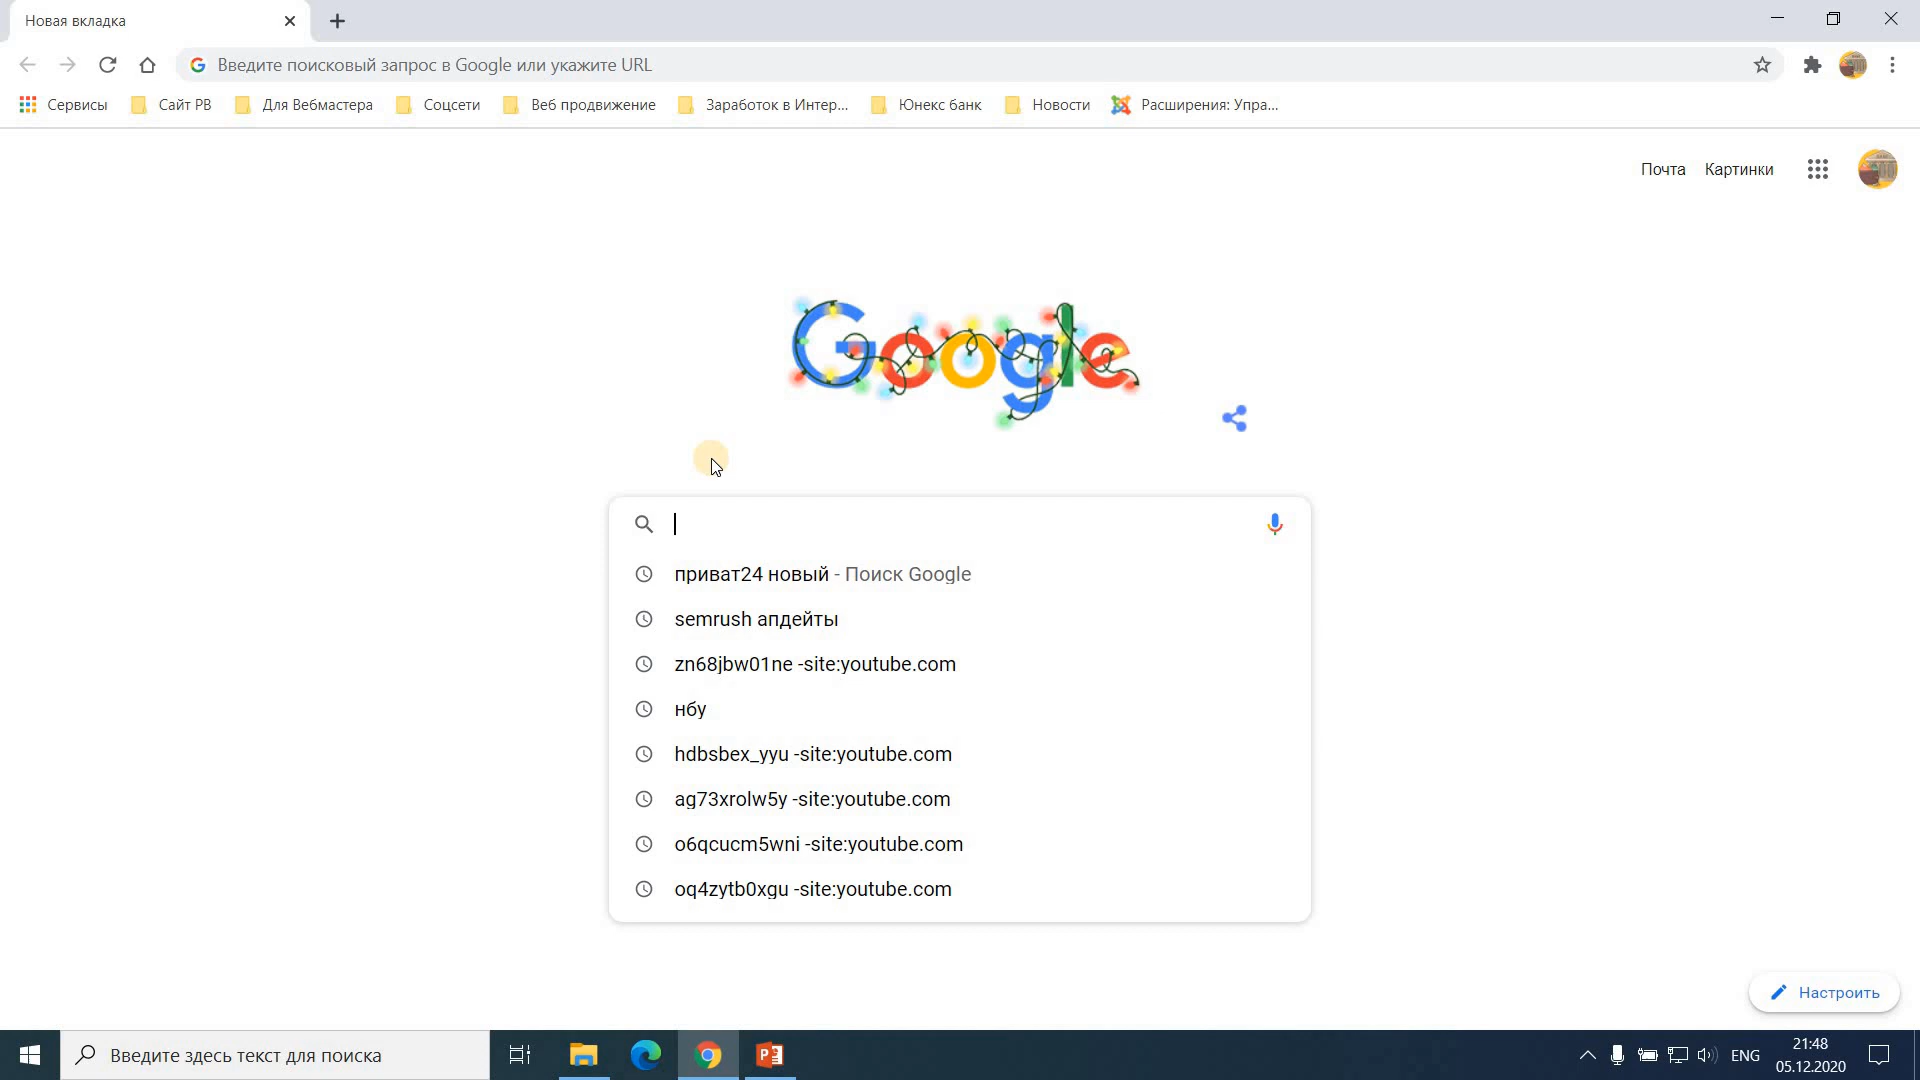 Новая вкладка
Введите поисковый запрос в Google или укажите URL
Сервисы Сайт РВ Для Вебмастера Соцсети Веб продвижение Заработок в Интер... Юнекс банк Новости Расширения: Упра...
Почта Картинки
Google
приват24 новый - Поиск Google
semrush апдейты
zn68jbw01ne -site:youtube.com
нбу
hdbsbex_yyu -site:youtube.com
ag73xrolw5y -site:youtube.com
o6qcucm5wni -site:youtube.com
oq4zytb0xgu -site:youtube.com
Настроить
Введите здесь текст для поиска
ENG
21:48
05.12.2020